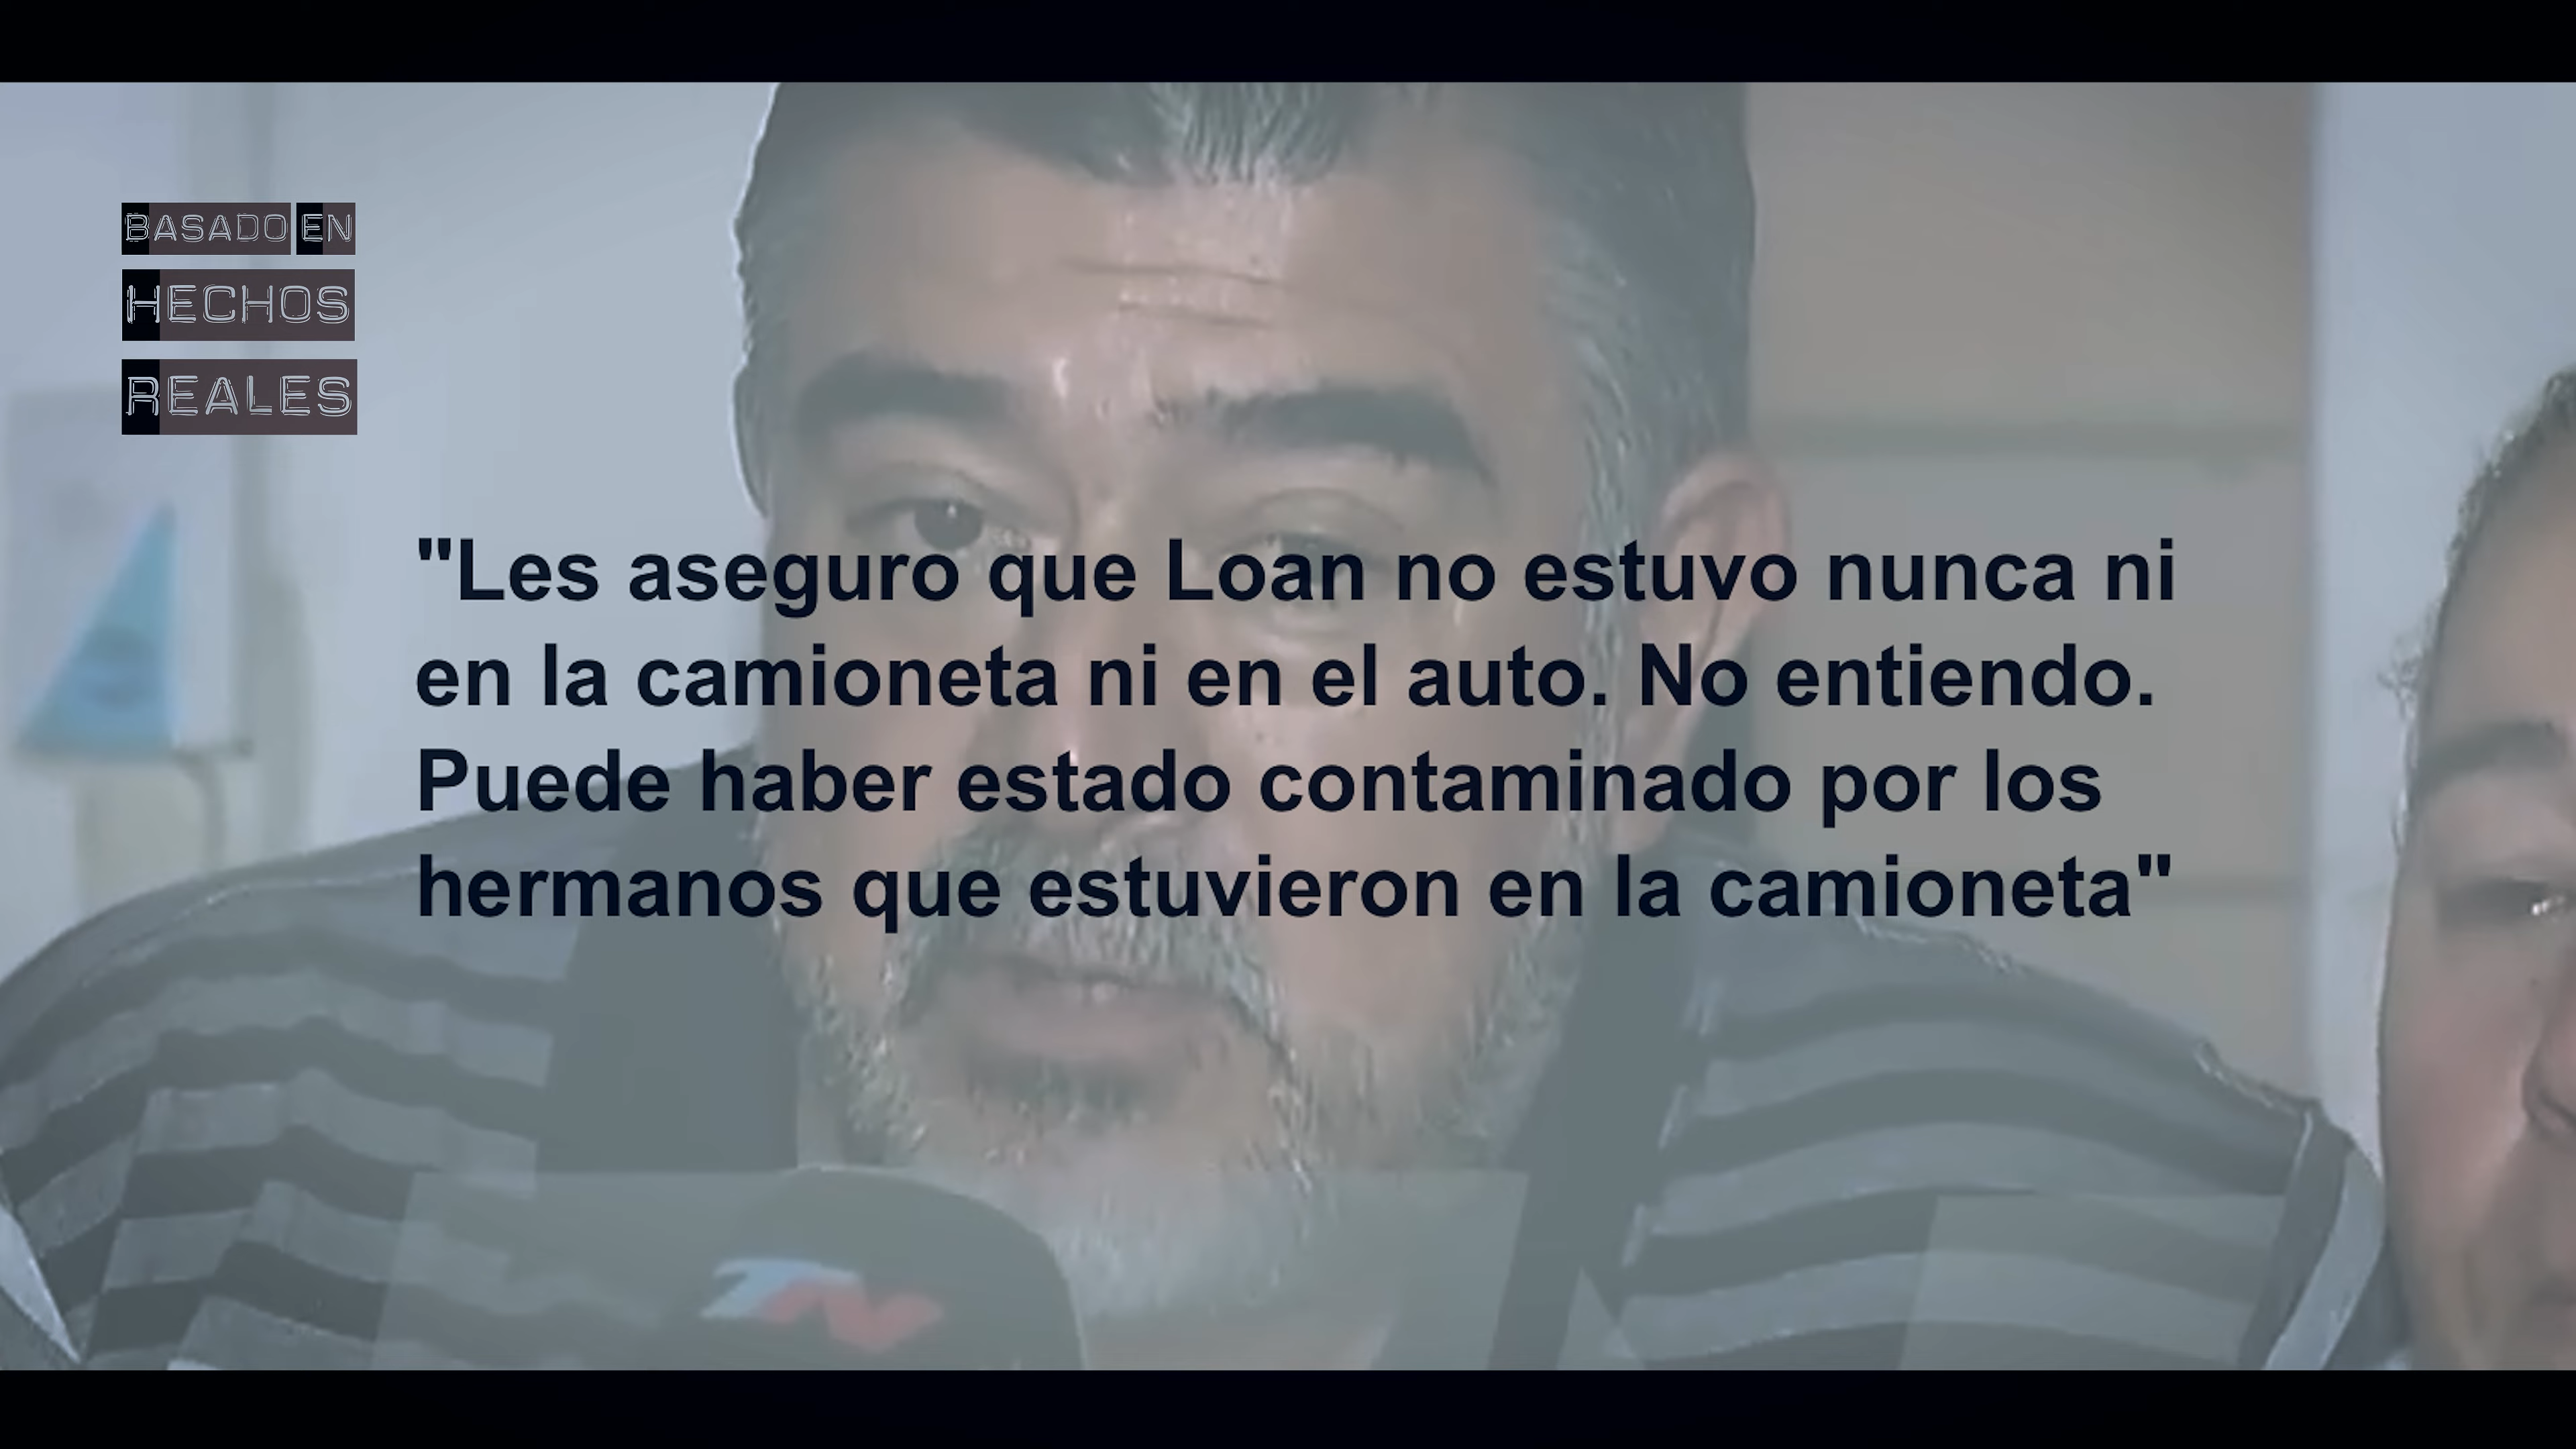 BASADO EN
HECHOS
REALES
"Les aseguro que Loan no estuvo nunca ni
en la camioneta ni en el auto. No entiendo.
Puede haber estado contaminado por los
hermanos que estuvieron en la camioneta"
TN